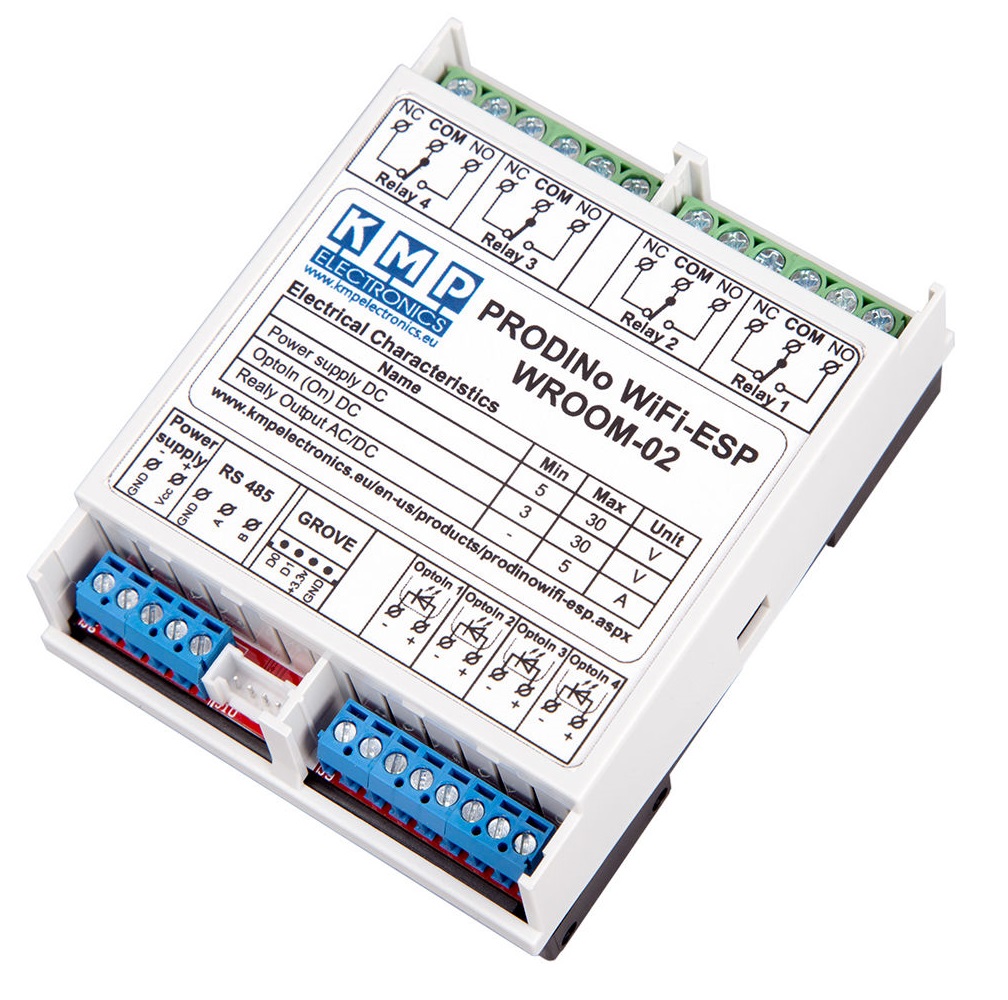 NC COM NO
Relay 4
NC COM NO
Relay 3
NC COM NO
Relay 2
NC COM NO
Relay 1
KMP
ELECTRONICS
www.kmpelectronics.eu
PRODINo WiFi-ESP
WROOM-02
Electrical Characteristics
Name Min Max Unit
Power supply DC 5 30 V
OptoIn (On) DC 3 30 V
Realy Output AC/DC - 5 A
www.kmpelectronics.eu/en-us/products/prodinowifi-esp.aspx
Power
supply
- +
GND Vcc
RS 485
GND A B
GROVE
D0 D1 +3.3V GND
OptoIn 1
- +
OptoIn 2
- +
OptoIn 3
- +
OptoIn 4
- +